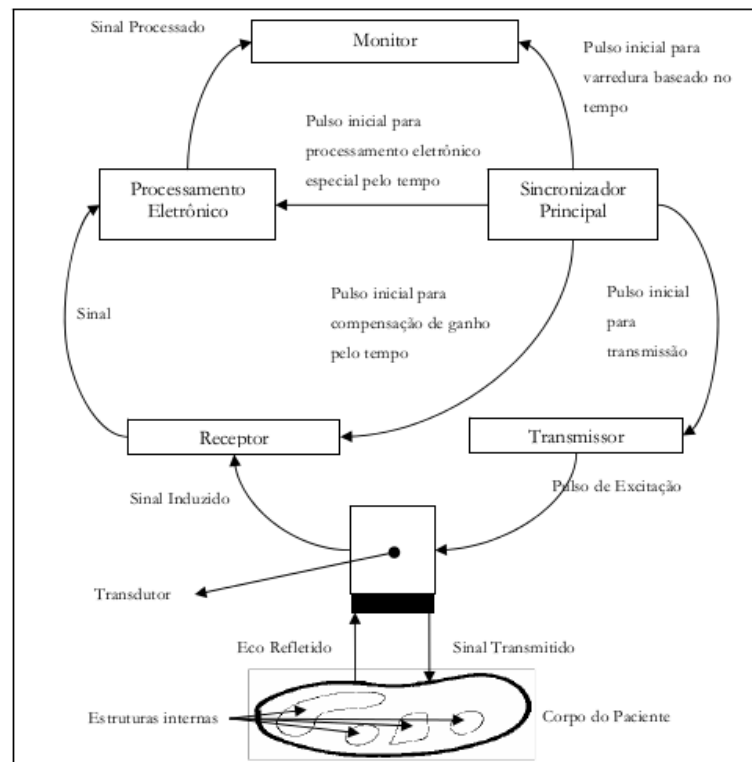 Sinal Processado
Monitor
Pulso inicial para
varredura baseado no
tempo
Pulso inicial para
processamento eletrônico
especial pelo tempo
Processamento
Eletrônico
Sincronizador
Principal
Sinal
Pulso inicial para
compensação de ganho
pelo tempo
Pulso inicial
para
transmissão
Receptor
Transmissor
Sinal Induzido
Pulso de Excitação
Transdutor
Eco Refletido
Sinal Transmitido
Estruturas internas
Corpo do Paciente